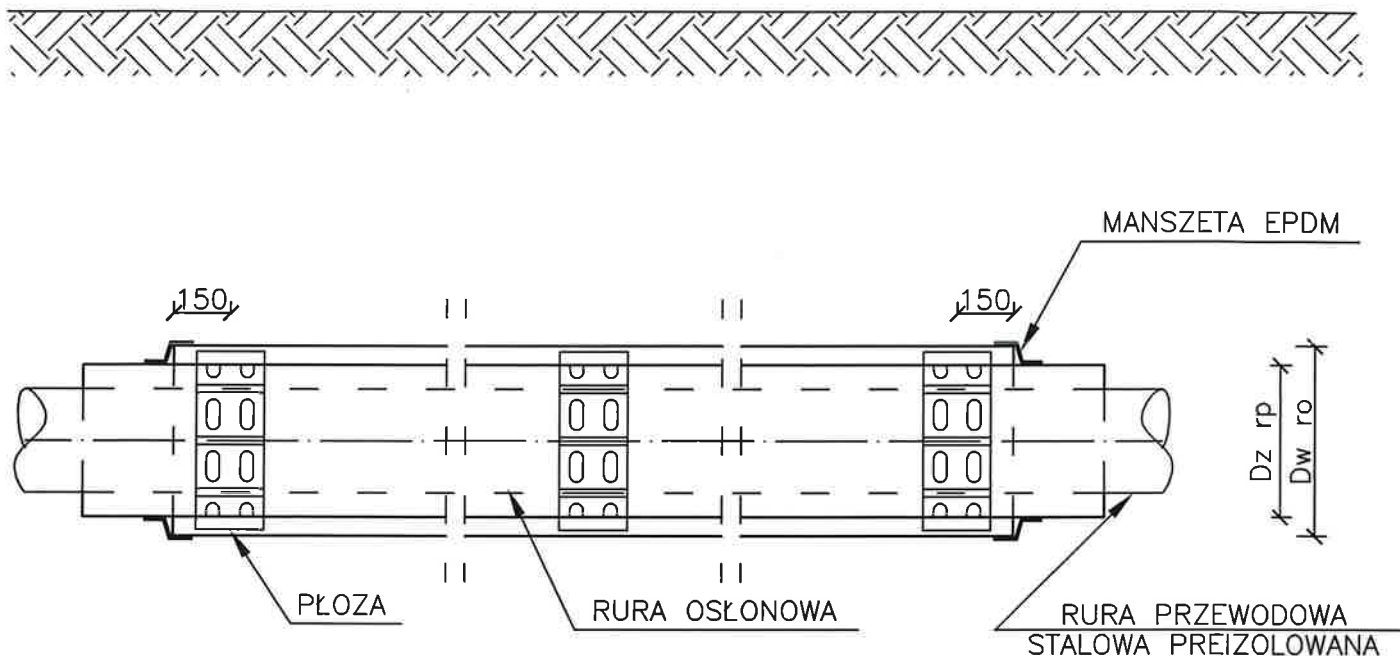 MANSZETA EPDM
150
150
Dz rp
Dw ro
PŁOZA
RURA OSŁONOWA
RURA PRZEWODOWA
STALOWA PREIZOLOWANA